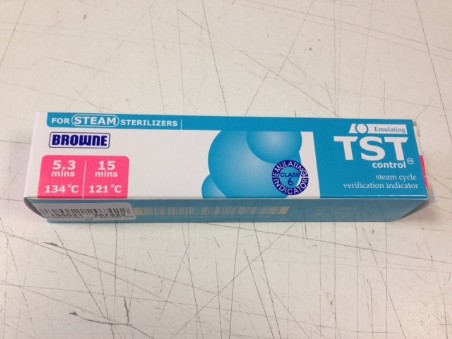 FOR STEAM STERILIZERS
BROWNE
5.3 mins
15 mins
134°C
121°C
EMULATING
CLASS
6
INDICATOR
Emulating
TST
control
steam cycle
verification indicator